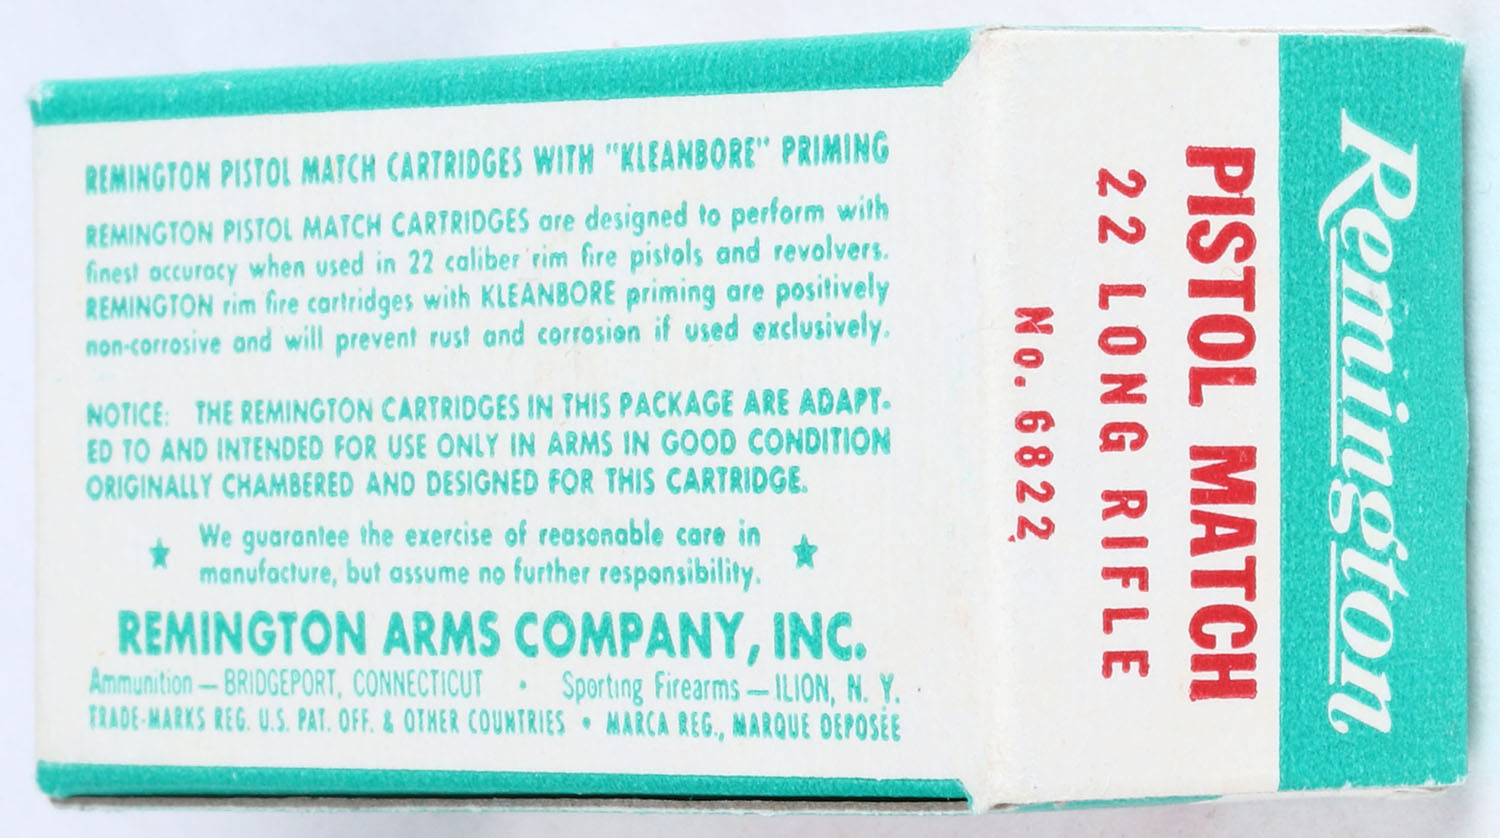 REMINGTON PISTOL MATCH CARTRIDGES WITH "KLEANBORE" PRIMING
REMINGTON PISTOL MATCH CARTRIDGES are designed to perform with
finest accuracy when used in 22 caliber rim fire pistols and revolvers.
REMINGTON rim fire cartridges with KLEANBORE priming are positively
non-corrosive and will prevent rust and corrosion if used exclusively.
NOTICE: THE REMINGTON CARTRIDGES IN THIS PACKAGE ARE ADAPT-
ED TO AND INTENDED FOR USE ONLY IN ARMS IN GOOD CONDITION
ORIGINALLY CHAMBERED AND DESIGNED FOR THIS CARTRIDGE.
We guarantee the exercise of reasonable care in
manufacture, but assume no further responsibility.
REMINGTON ARMS COMPANY, INC.
Ammunition — BRIDGEPORT, CONNECTICUT • Sporting Firearms — ILION, N. Y.
TRADE-MARKS REG. U.S. PAT. OFF. & OTHER COUNTRIES • MARCA REG., MARQUE DEPOSÉE
Remington
PISTOL MATCH
22 LONG RIFLE
No. 6822